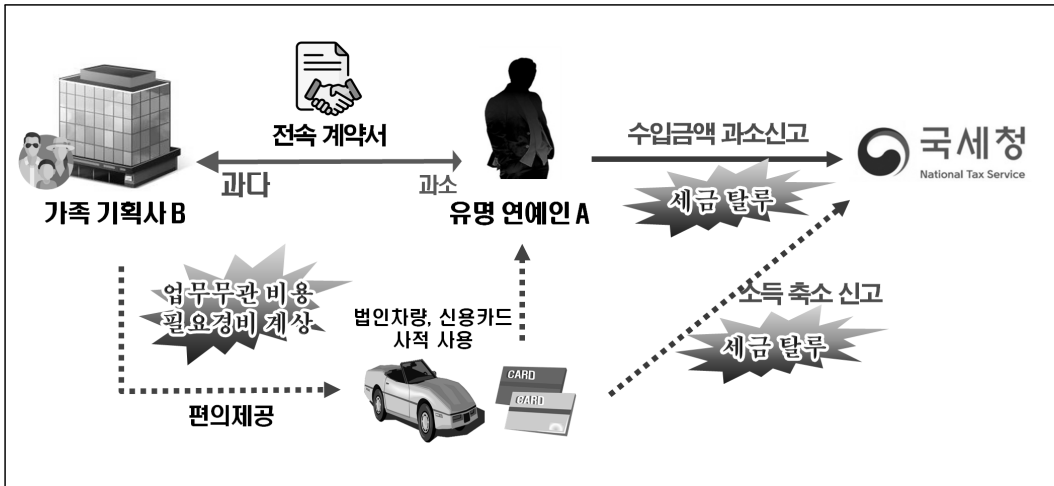 전속 계약서
과다
과소
가족 기획사 B
유명 연예인 A
수입금액 과소신고
세금 탈루
국세청
National Tax Service
업무무관 비용
필요경비 계상
법인차량, 신용카드
사적 사용
CARD
CARD
편의제공
소득 축소 신고
세금 탈루